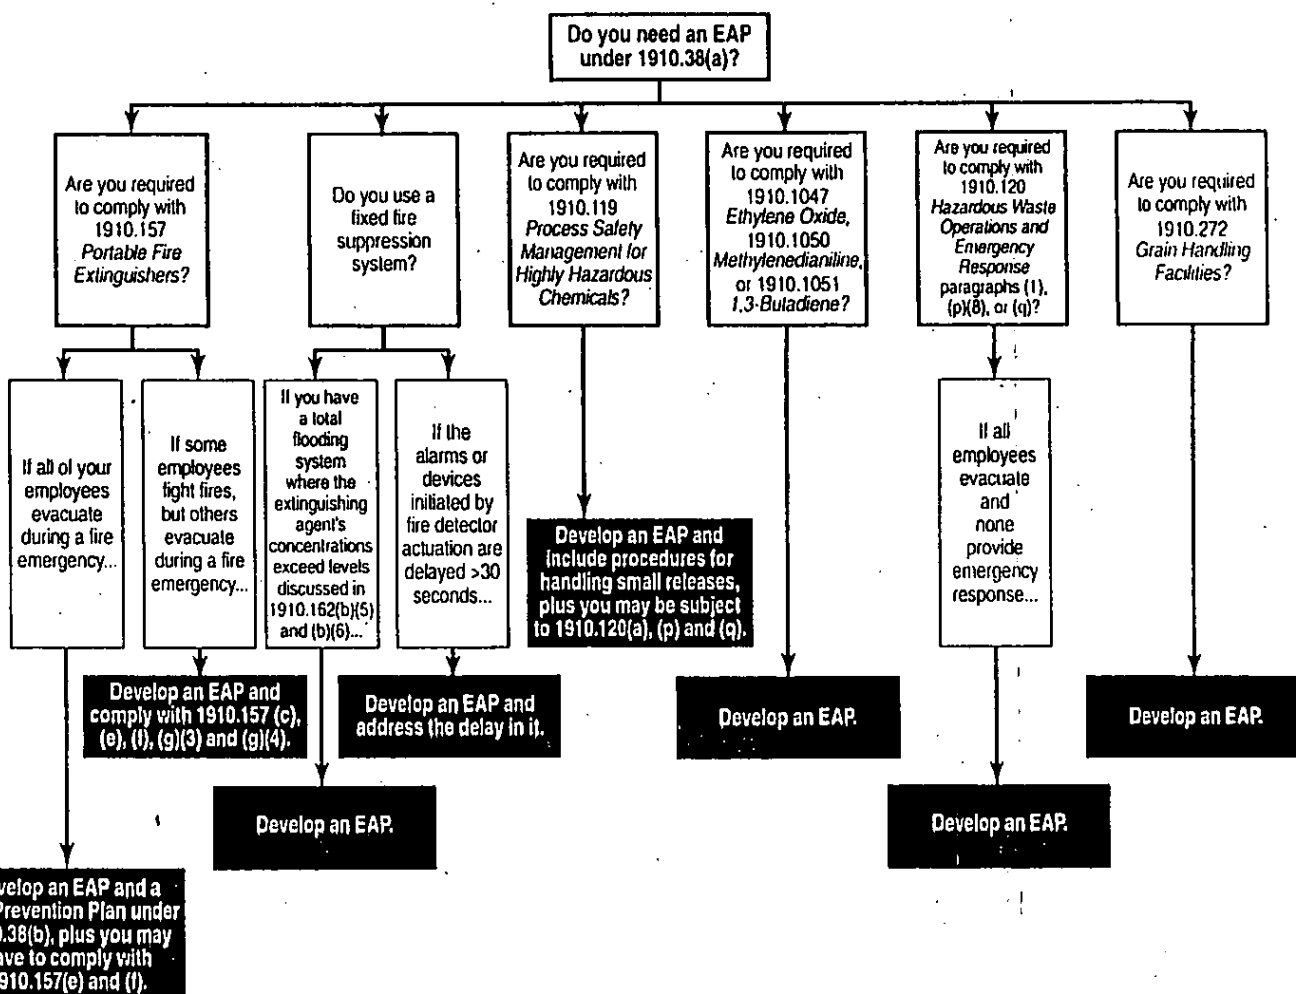 Do you need an EAP
under 1910.38(a)?
Are you required
to comply with
1910.157
Portable Fire
Extinguishers?
Do you use a
fixed fire
suppression
system?
Are you required
to comply with
1910.119
Process Safety
Management for
Highly Hazardous
Chemicals?
Are you required
to comply with
1910.1047
Ethylene Oxide,
1910.1050
Methylenedianiline,
or 1910.1051
1,3-Butadiene?
Are you required
to comply with
1910.120
Hazardous Waste
Operations and
Emergency
Response
paragraphs (1),
(p)(8), or (q)?
Are you required
to comply with
1910.272
Grain Handling
Facilities?
If all of your
employees
evacuate
during a fire
emergency...
If some
employees
fight fires,
but others
evacuate
during a fire
emergency...
If you have
a total
flooding
system
where the
extinguishing
agent's
concentrations
exceed levels
discussed in
1910.162(b)(5)
and (b)(6)...
If the
alarms or
devices
initiated by
fire detector
actuation are
delayed >30
seconds...
If all
employees
evacuate
and
none
provide
emergency
response...
Develop an EAP and
include procedures for
handling small releases,
plus you may be subject
to 1910.120(a), (p) and (q).
Develop an EAP and
comply with 1910.157 (c),
(e), (f), (g)(3) and (g)(4).
Develop an EAP and
address the delay in it.
Develop an EAP.
Develop an EAP.
Develop an EAP.
Develop an EAP.
velop an EAP and a
Prevention Plan under
0.38(b), plus you may
ave to comply with
910.157(e) and (f).